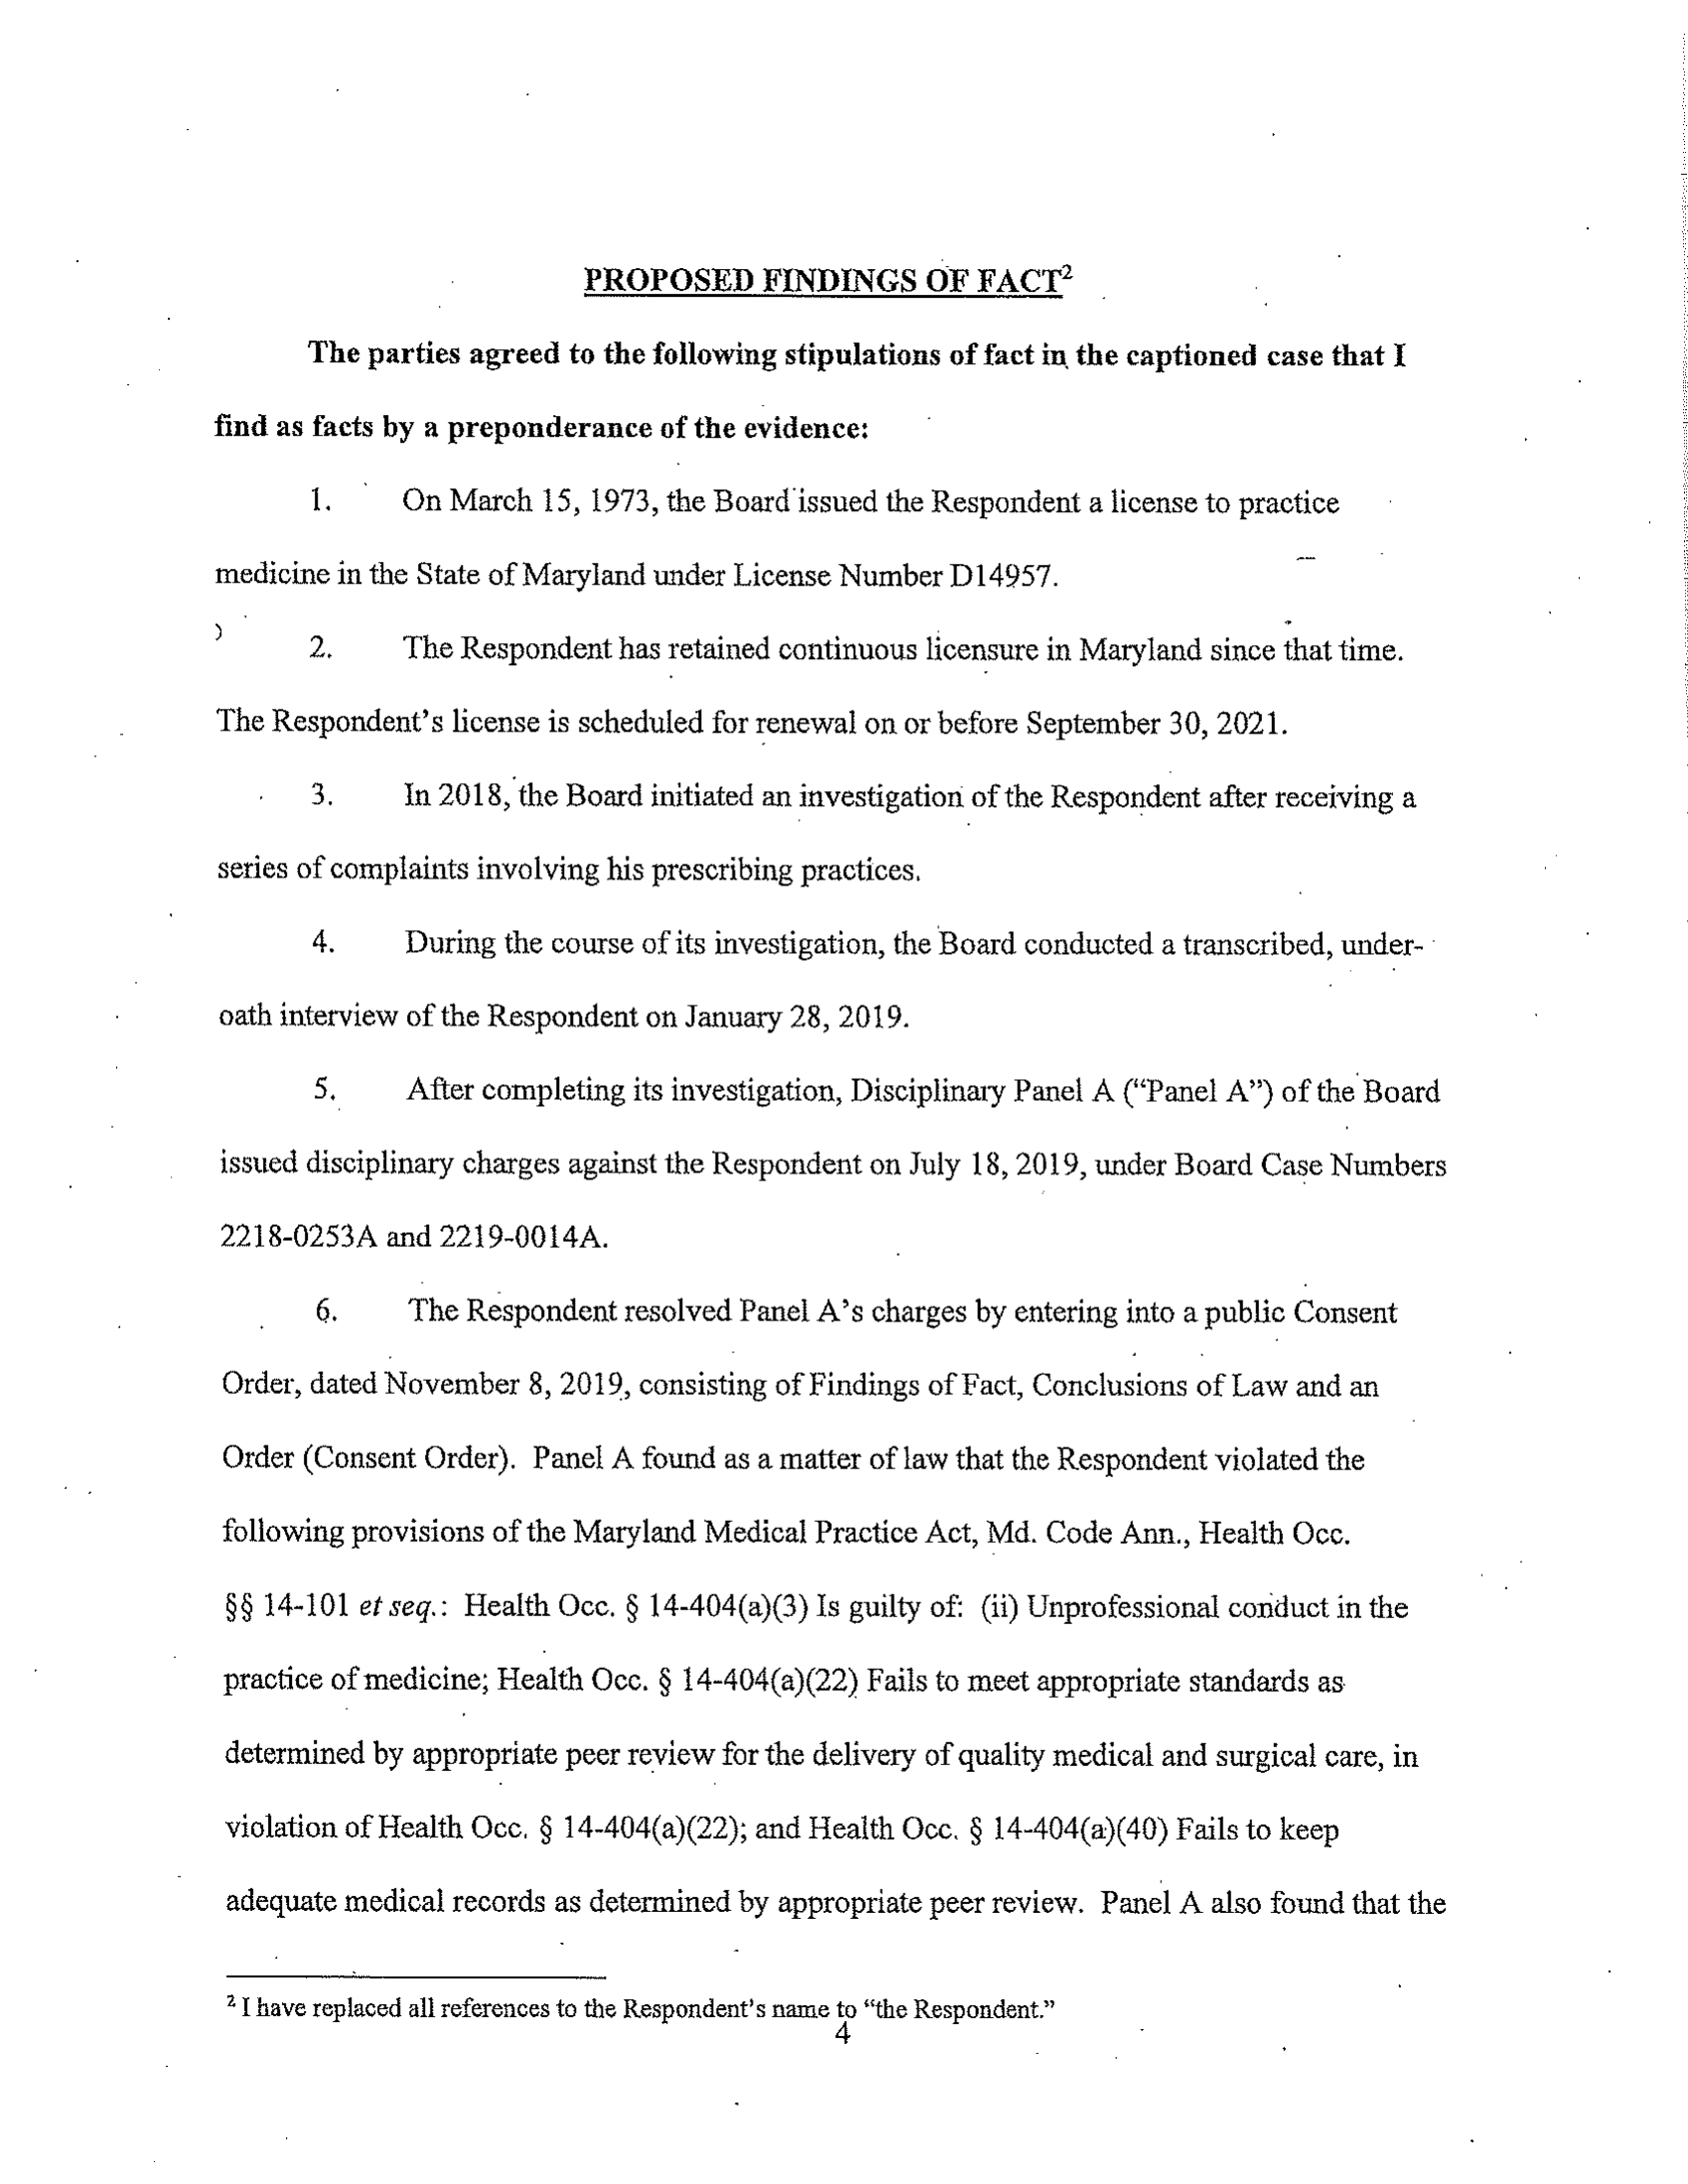 PROPOSED FINDINGS OF FACT²
The parties agreed to the following stipulations of fact in the captioned case that I
find as facts by a preponderance of the evidence:
1. On March 15, 1973, the Board issued the Respondent a license to practice
medicine in the State of Maryland under License Number D14957.
2. The Respondent has retained continuous licensure in Maryland since that time.
The Respondent's license is scheduled for renewal on or before September 30, 2021.
3. In 2018, the Board initiated an investigation of the Respondent after receiving a
series of complaints involving his prescribing practices.
4. During the course of its investigation, the Board conducted a transcribed, under-
oath interview of the Respondent on January 28, 2019.
5. After completing its investigation, Disciplinary Panel A (“Panel A”) of the Board
issued disciplinary charges against the Respondent on July 18, 2019, under Board Case Numbers
2218-0253A and 2219-0014A.
6. The Respondent resolved Panel A's charges by entering into a public Consent
Order, dated November 8, 2019, consisting of Findings of Fact, Conclusions of Law and an
Order (Consent Order). Panel A found as a matter of law that the Respondent violated the
following provisions of the Maryland Medical Practice Act, Md. Code Ann., Health Occ.
§§ 14-101 et seq.: Health Occ. § 14-404(a)(3) Is guilty of: (ii) Unprofessional conduct in the
practice of medicine; Health Occ. § 14-404(a)(22) Fails to meet appropriate standards as
determined by appropriate peer review for the delivery of quality medical and surgical care, in
violation of Health Occ. § 14-404(a)(22); and Health Occ. § 14-404(a)(40) Fails to keep
adequate medical records as determined by appropriate peer review. Panel A also found that the
² I have replaced all references to the Respondent's name to “the Respondent.”
4